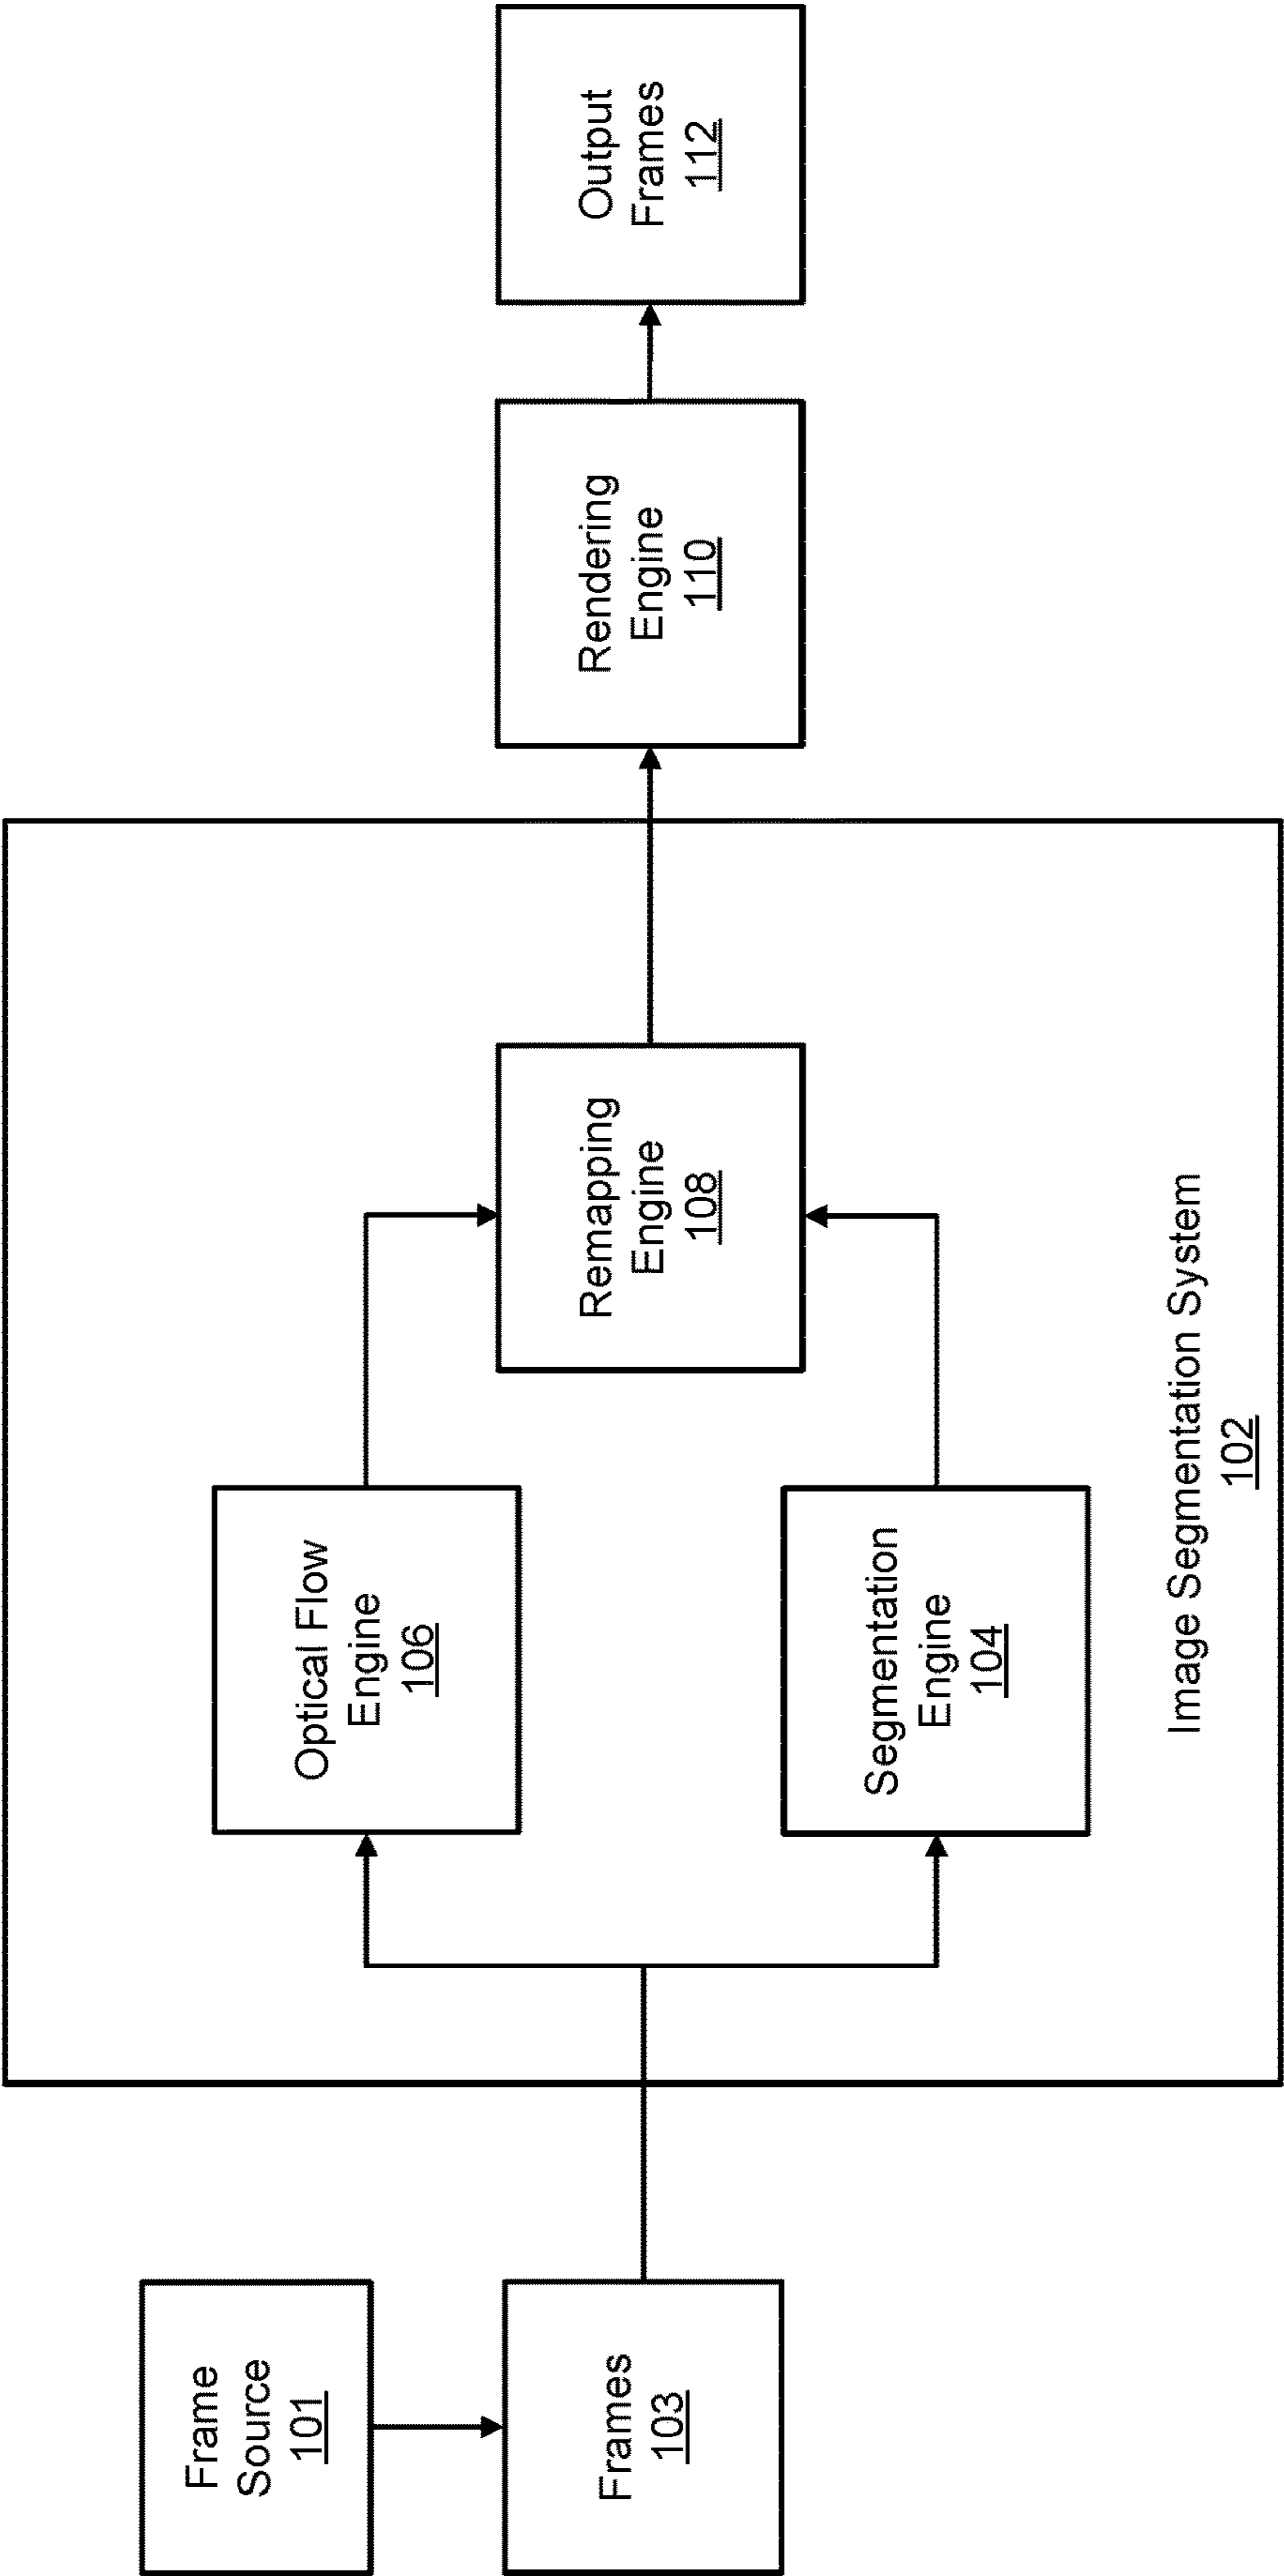 Frame
Source
101
Frames
103
Optical Flow
Engine
106
Segmentation
Engine
104
Remapping
Engine
108
Image Segmentation System
102
Rendering
Engine
110
Output
Frames
112